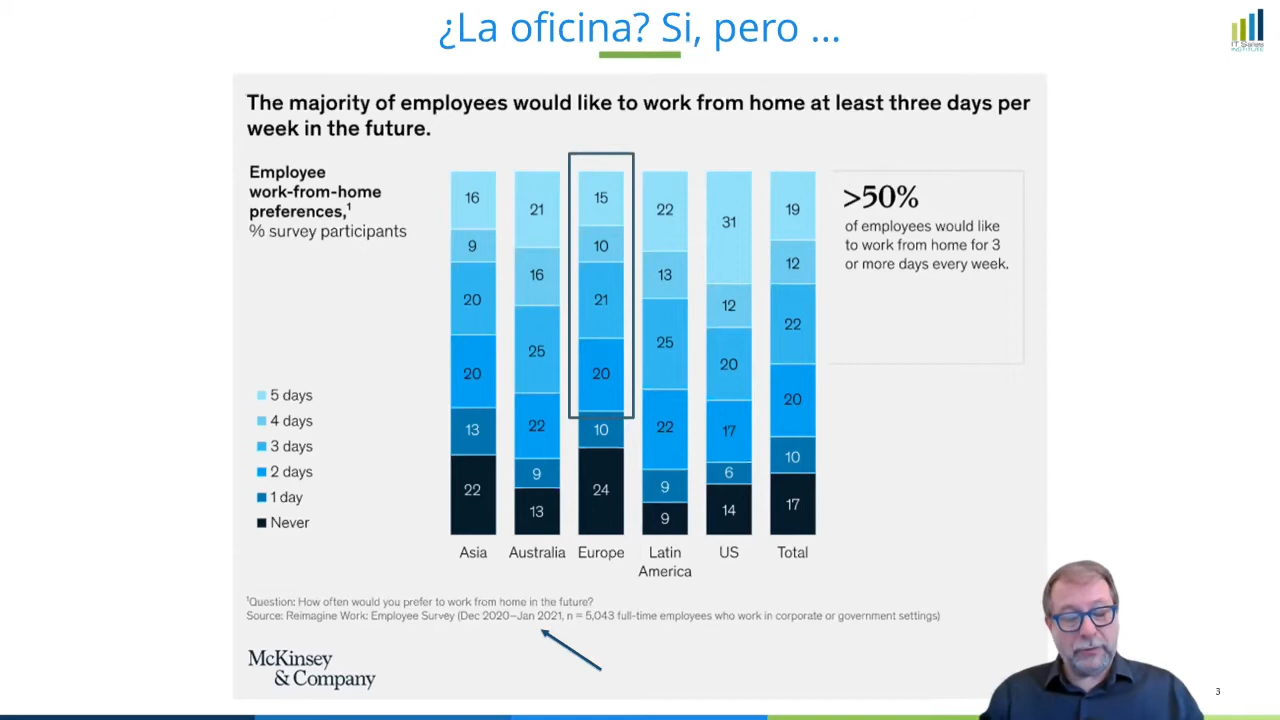 ¿La oficina? Si, pero ...
IT Sales
INSTITUTE
The majority of employees would like to work from home at least three days per
week in the future.
Employee
work-from-home
preferences,¹
% survey participants
5 days
4 days
3 days
2 days
1 day
Never
16
9
20
20
13
22
Asia
21
16
25
22
9
13
Australia
15
10
21
20
10
24
Europe
22
13
25
22
9
9
Latin
America
31
12
20
17
6
14
US
19
12
22
20
10
17
Total
>50%
of employees would like
to work from home for 3
or more days every week.
¹Question: How often would you prefer to work from home in the future?
Source: Reimagine Work: Employee Survey (Dec 2020–Jan 2021, n = 5,043 full-time employees who work in corporate or government settings)
McKinsey
& Company
3